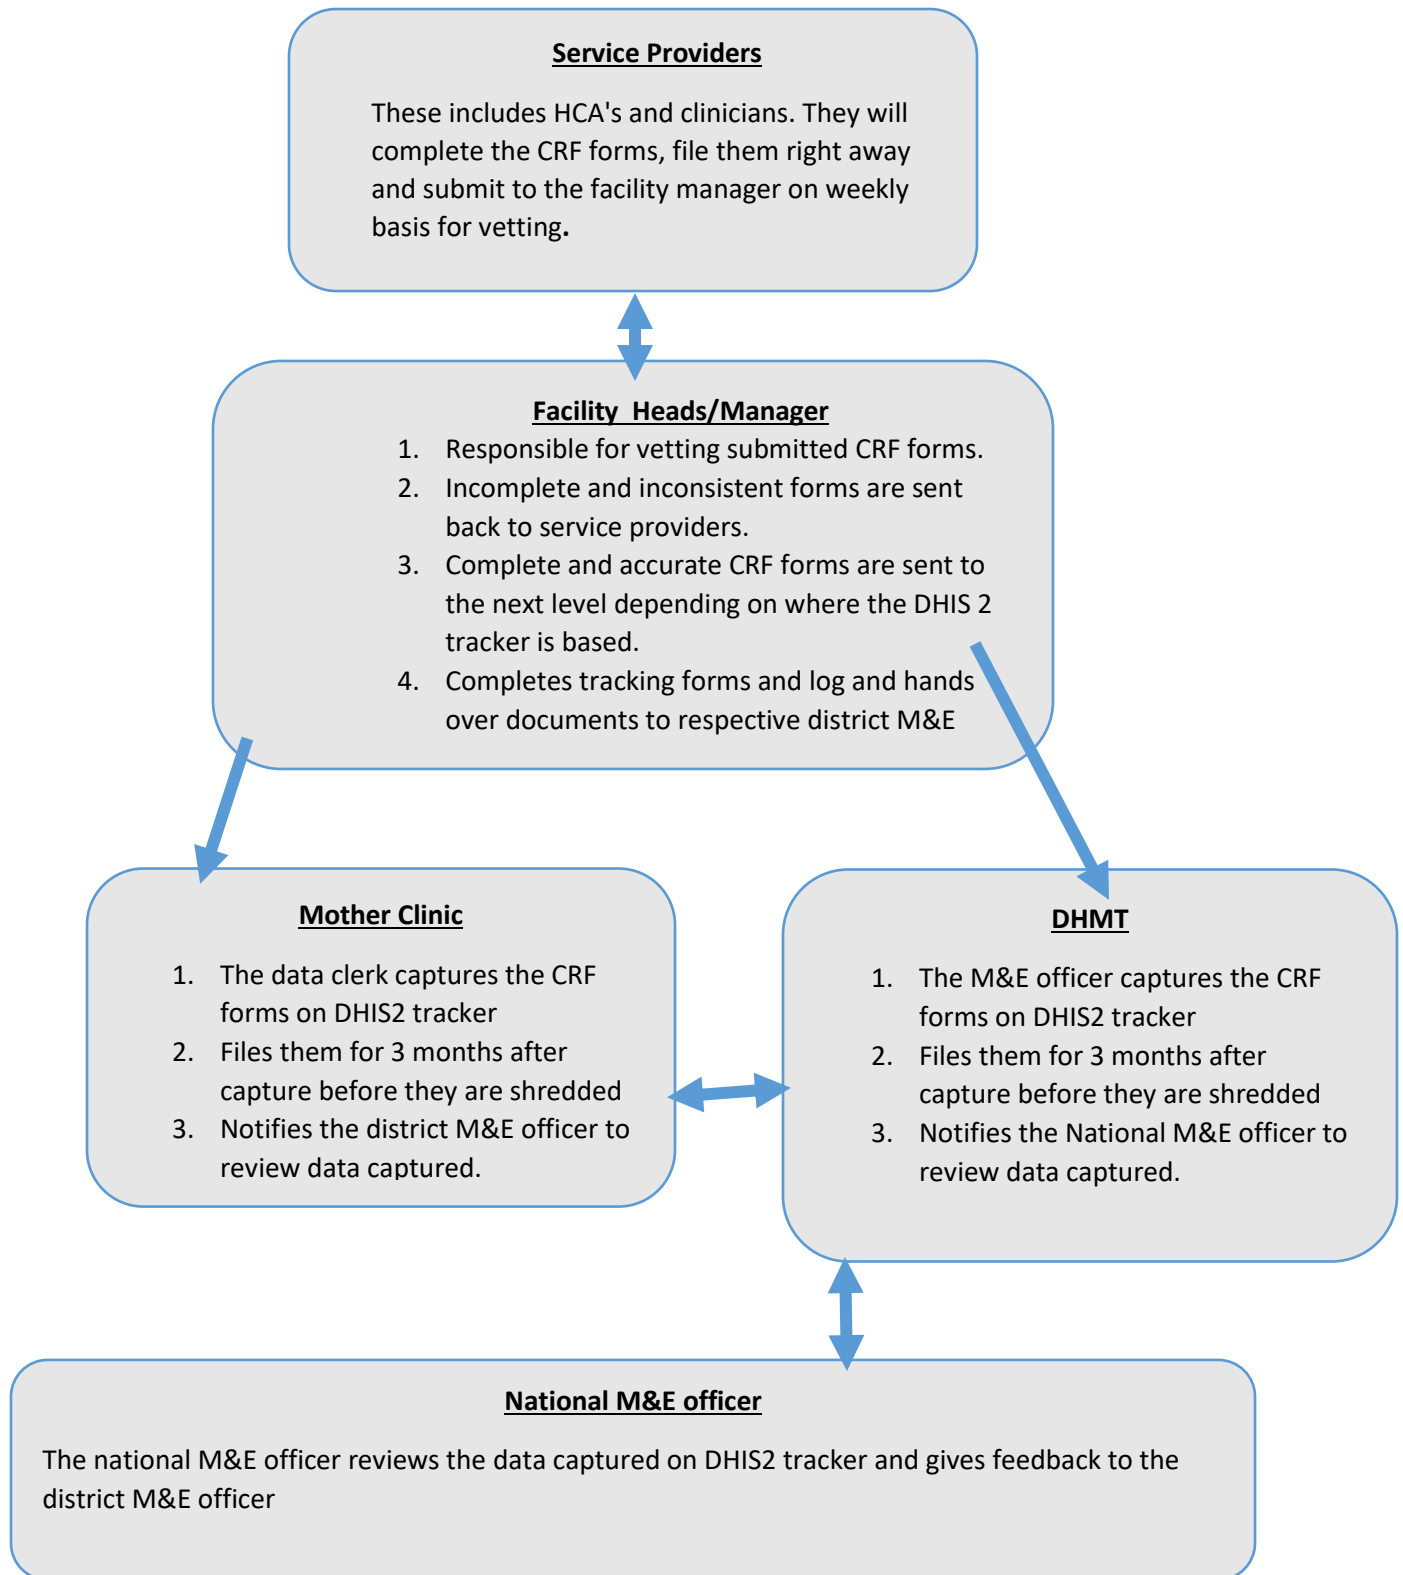 Service Providers
These includes HCA's and clinicians. They will
complete the CRF forms, file them right away
and submit to the facility manager on weekly
basis for vetting.
Facility Heads/Manager
1. Responsible for vetting submitted CRF forms.
2. Incomplete and inconsistent forms are sent
back to service providers.
3. Complete and accurate CRF forms are sent to
the next level depending on where the DHIS 2
tracker is based.
4. Completes tracking forms and log and hands
over documents to respective district M&E
Mother Clinic
1. The data clerk captures the CRF
forms on DHIS2 tracker
2. Files them for 3 months after
capture before they are shredded
3. Notifies the district M&E officer to
review data captured.
DHMT
1. The M&E officer captures the CRF
forms on DHIS2 tracker
2. Files them for 3 months after
capture before they are shredded
3. Notifies the National M&E officer to
review data captured.
National M&E officer
The national M&E officer reviews the data captured on DHIS2 tracker and gives feedback to the
district M&E officer